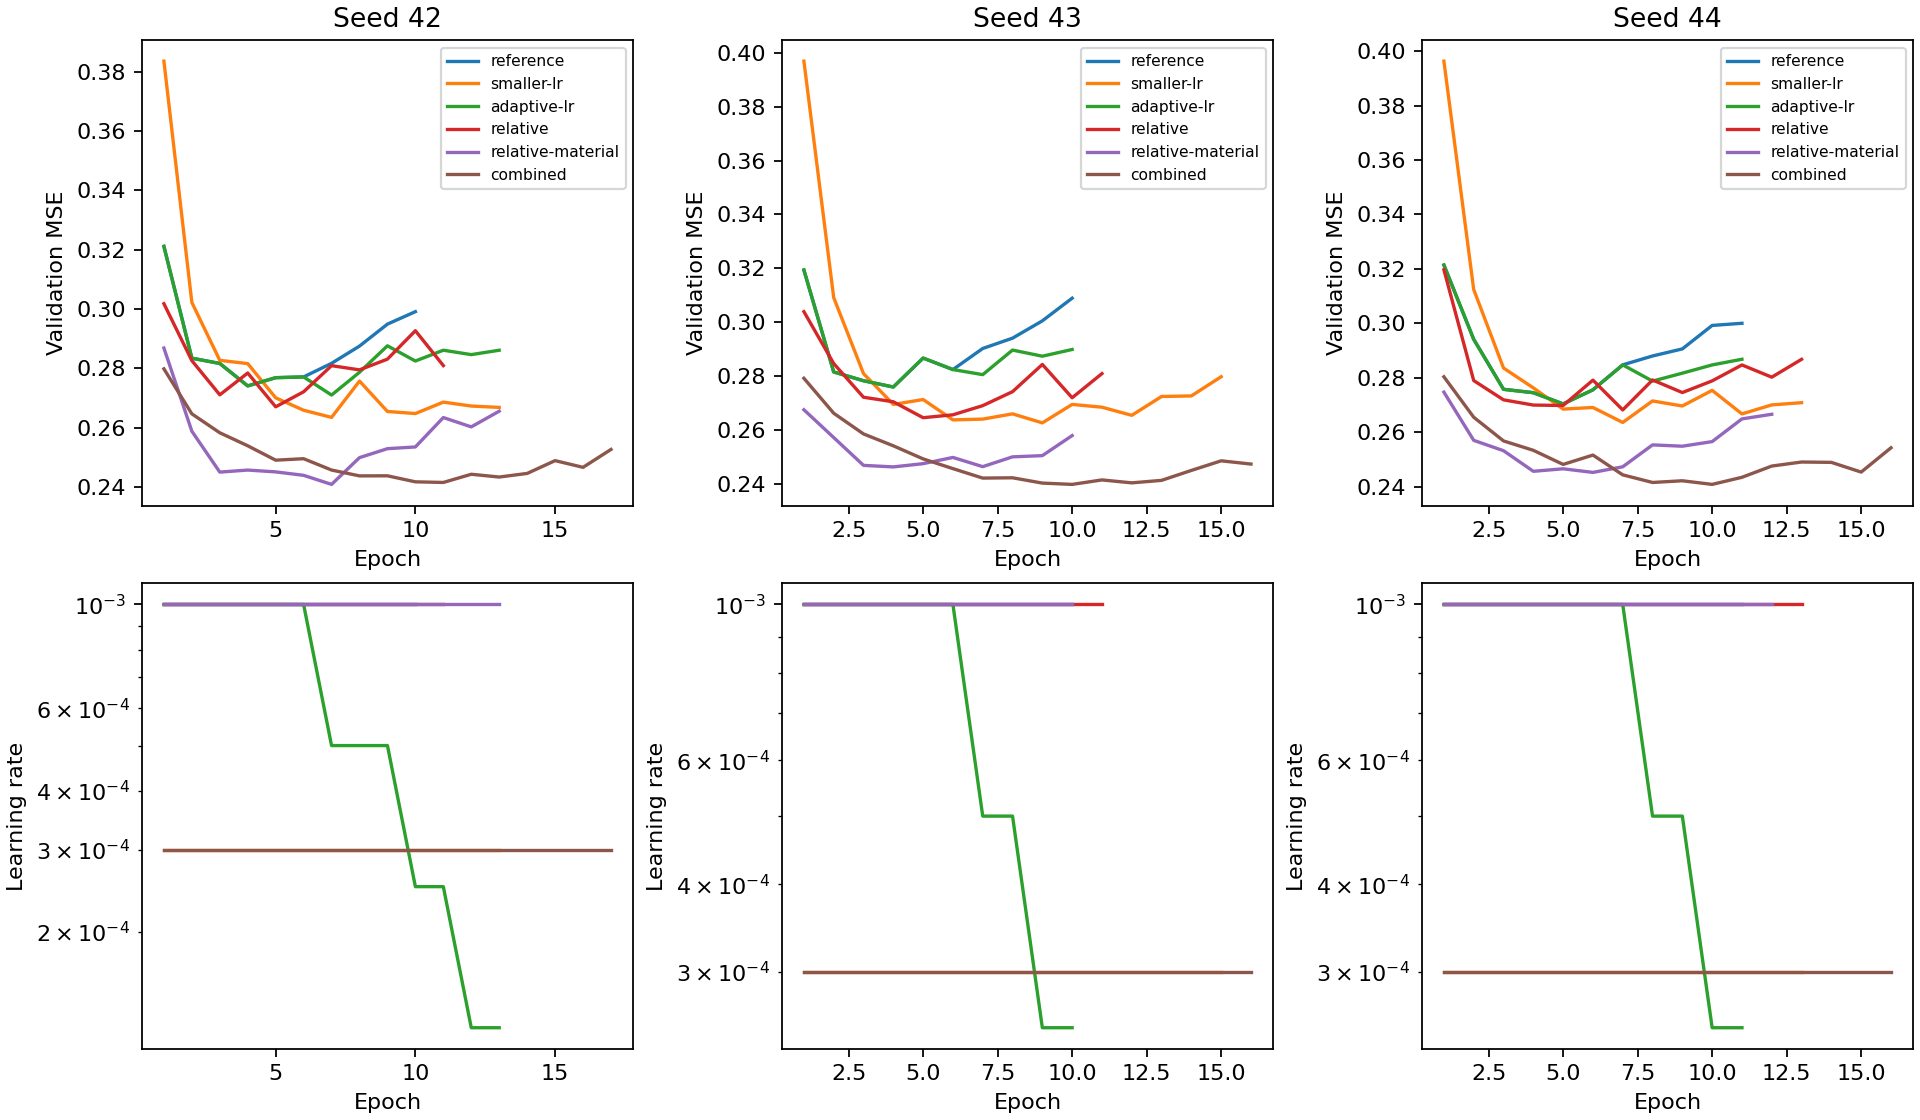 Seed 42
Seed 43
Seed 44
Validation MSE
0.38
0.36
0.34
0.32
0.30
0.28
0.26
0.24
reference
smaller-lr
adaptive-lr
relative
relative-material
combined
5
10
15
Epoch
Validation MSE
0.40
0.38
0.36
0.34
0.32
0.30
0.28
0.26
0.24
reference
smaller-lr
adaptive-lr
relative
relative-material
combined
2.5
5.0
7.5
10.0
12.5
15.0
Epoch
Validation MSE
0.40
0.38
0.36
0.34
0.32
0.30
0.28
0.26
0.24
reference
smaller-lr
adaptive-lr
relative
relative-material
combined
2.5
5.0
7.5
10.0
12.5
15.0
Epoch
Learning rate
10⁻³
6 × 10⁻⁴
4 × 10⁻⁴
3 × 10⁻⁴
2 × 10⁻⁴
5
10
15
Epoch
Learning rate
10⁻³
6 × 10⁻⁴
4 × 10⁻⁴
3 × 10⁻⁴
2.5
5.0
7.5
10.0
12.5
15.0
Epoch
Learning rate
10⁻³
6 × 10⁻⁴
4 × 10⁻⁴
3 × 10⁻⁴
2.5
5.0
7.5
10.0
12.5
15.0
Epoch